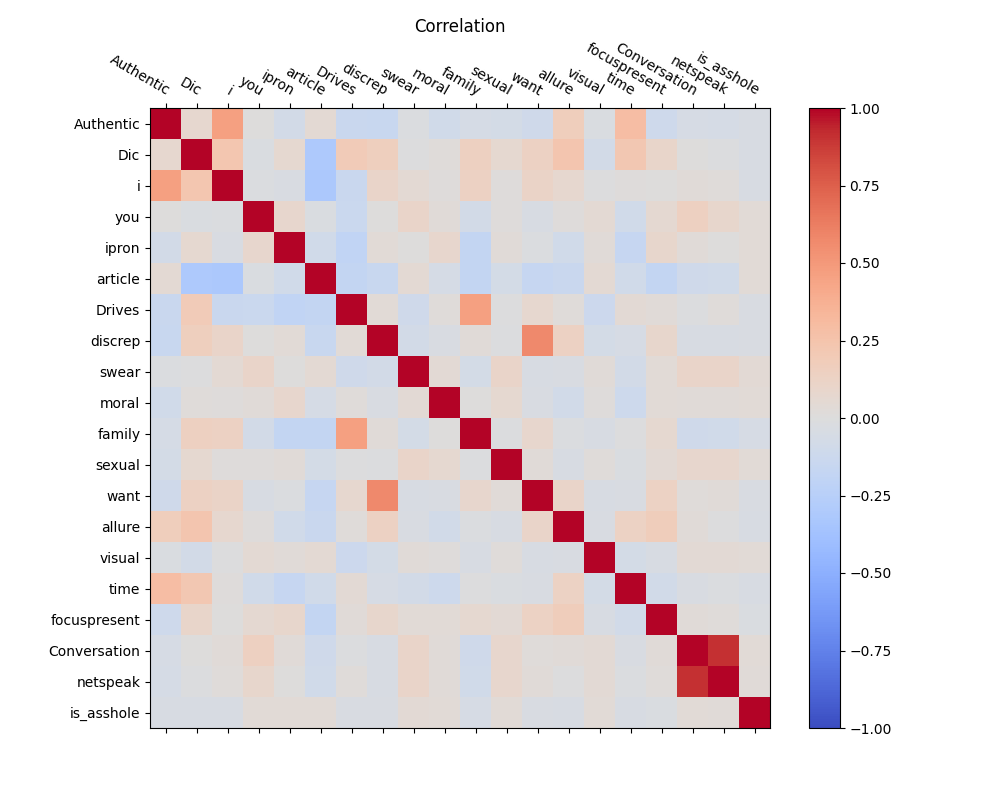 Correlation
Authentic
Dic
i
you
ipron
article
Drives
discrep
swear
moral
family
sexual
want
allure
visual
time
focuspresent
Conversation
netspeak
is_asshole
Authentic
Dic
i
you
ipron
article
Drives
discrep
swear
moral
family
sexual
want
allure
visual
time
focuspresent
Conversation
netspeak
is_asshole
1.00
0.75
0.50
0.25
0.00
−0.25
−0.50
−0.75
−1.00